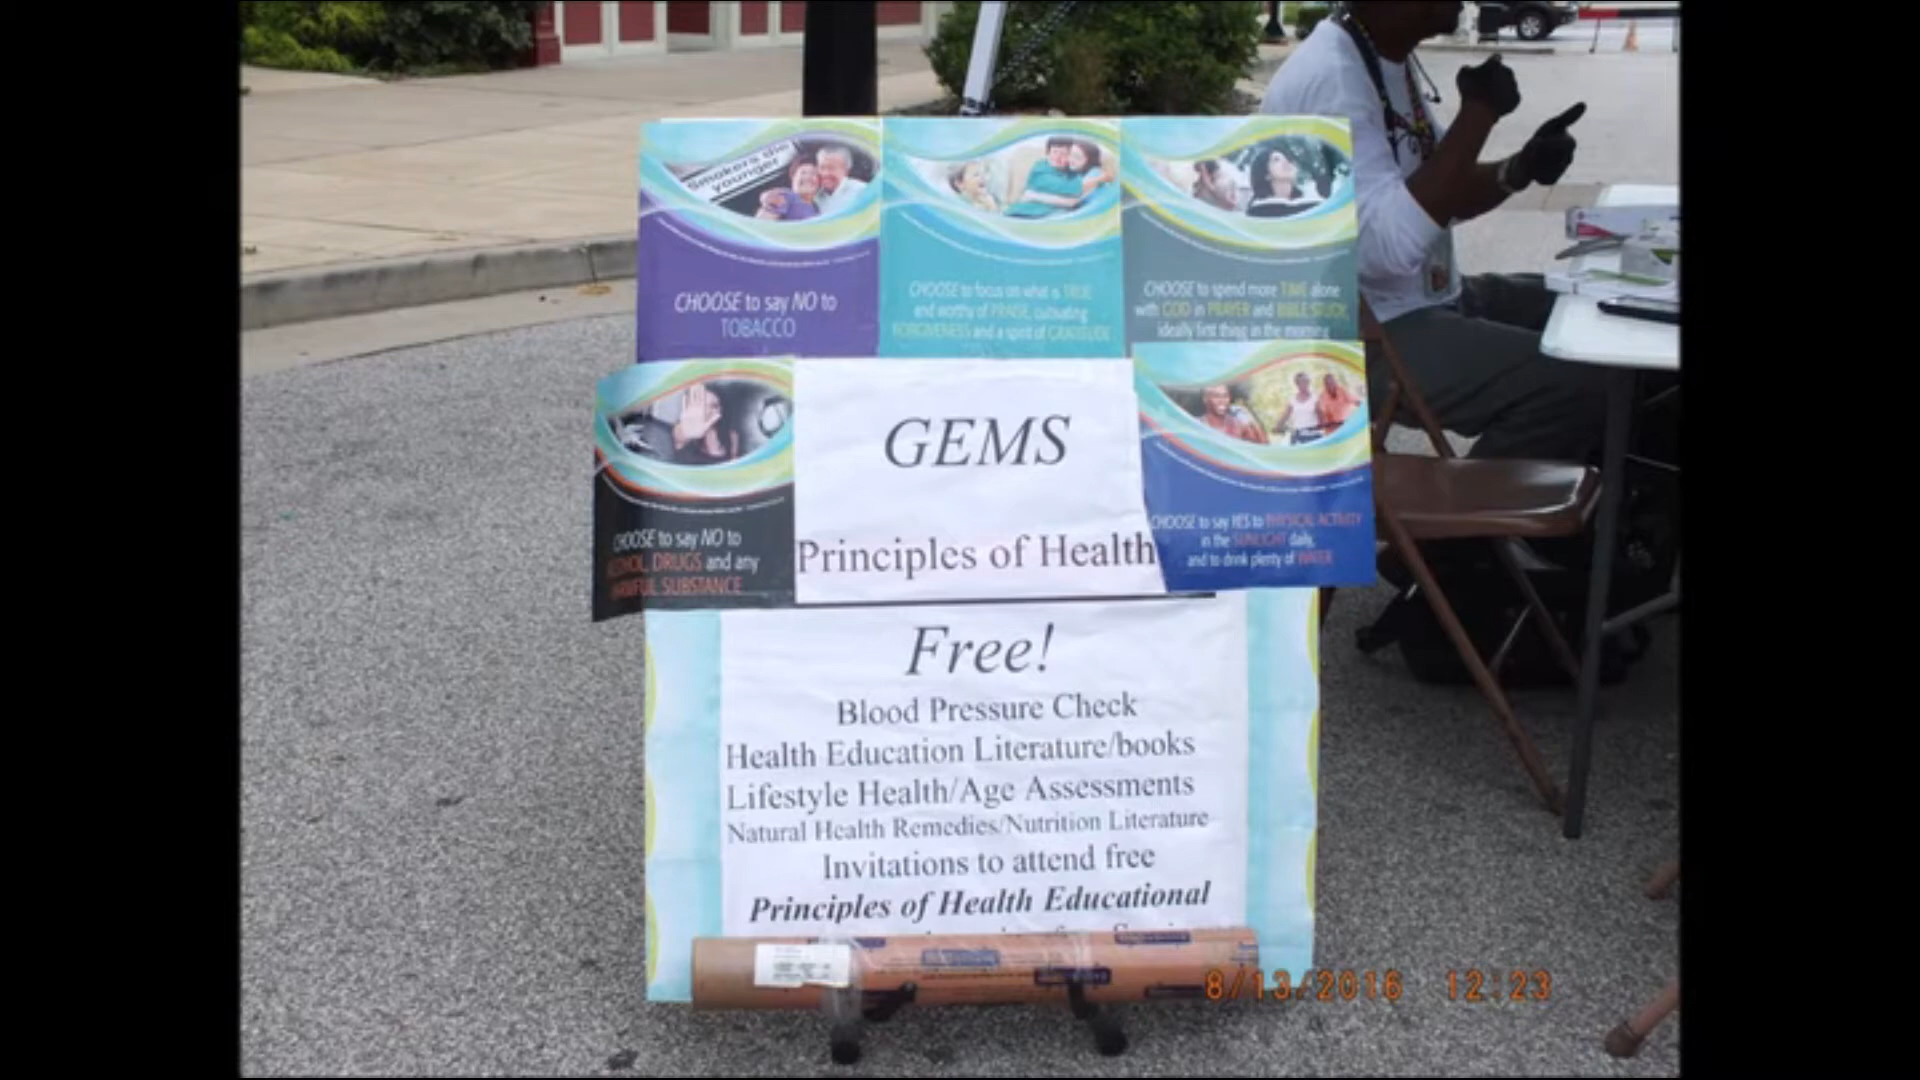 Smokers die
younger
CHOOSE to say NO to
TOBACCO
CHOOSE to focus on what is TRUE
and worthy of PRAISE, cultivating
FORGIVENESS and a spirit of GRATITUDE
CHOOSE to spend more TIME alone
with GOD in PRAYER and BIBLE STUDY,
ideally first thing in the morning
CHOOSE to say NO to
DRUGS and any
SUBSTANCE
GEMS
Principles of Health
CHOOSE to say YES to PHYSICAL ACTIVITY
in the SUNLIGHT daily,
and to drink plenty of WATER
Free!
Blood Pressure Check
Health Education Literature/books
Lifestyle Health/Age Assessments
Natural Health Remedies/Nutrition Literature
Invitations to attend free
Principles of Health Educational
8/13/2016 12:23